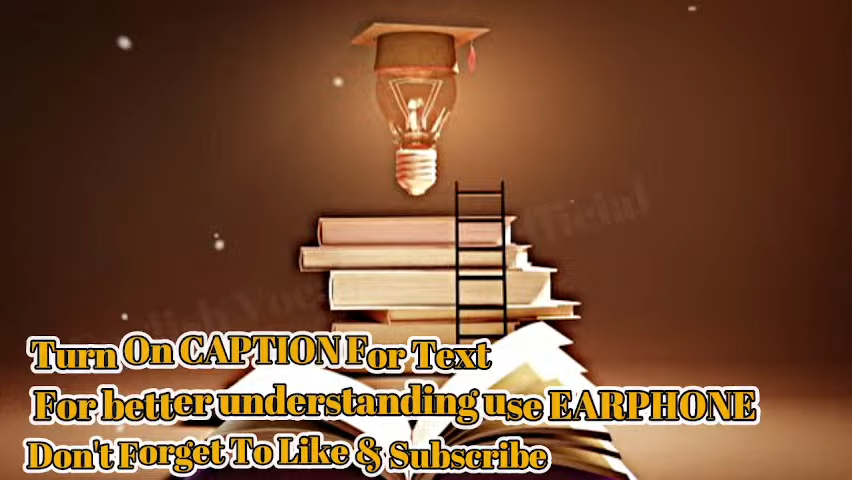 Turn On CAPTION For Text
For better understanding use EARPHONE
Don't Forget To Like & Subscribe